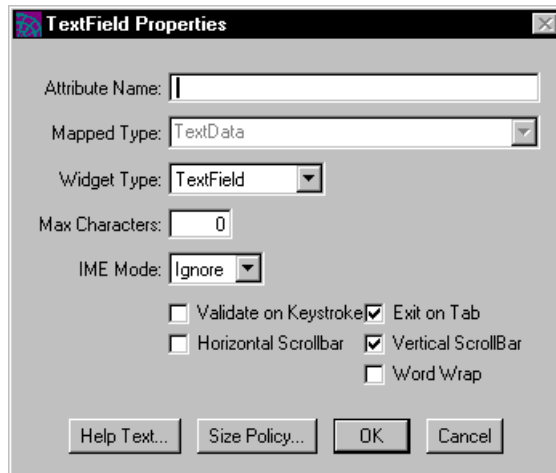 TextField Properties
Attribute Name:
Mapped Type: TextData
Widget Type: TextField
Max Characters: 0
IME Mode: Ignore
Validate on Keystroke Exit on Tab
Horizontal Scrollbar Vertical ScrollBar
Word Wrap
Help Text... Size Policy... OK Cancel